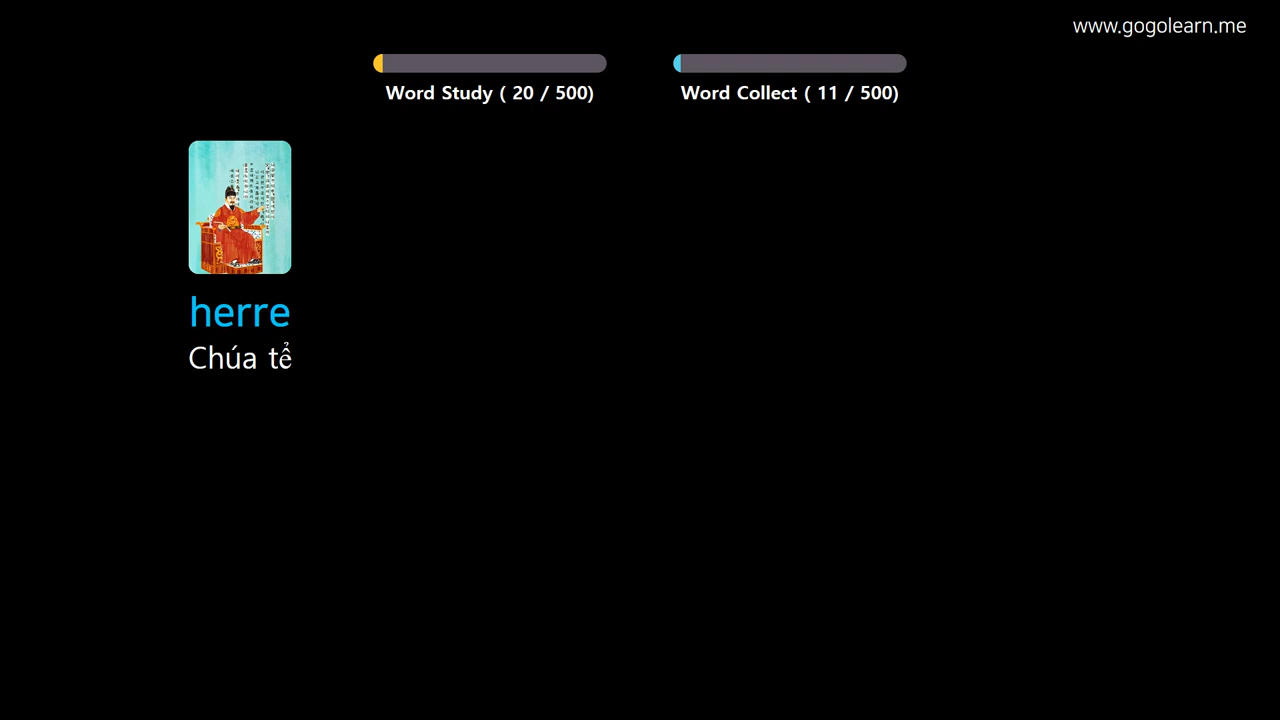 www.gogolearn.me
Word Study ( 20 / 500)
Word Collect ( 11 / 500)
herre
Chúa tể